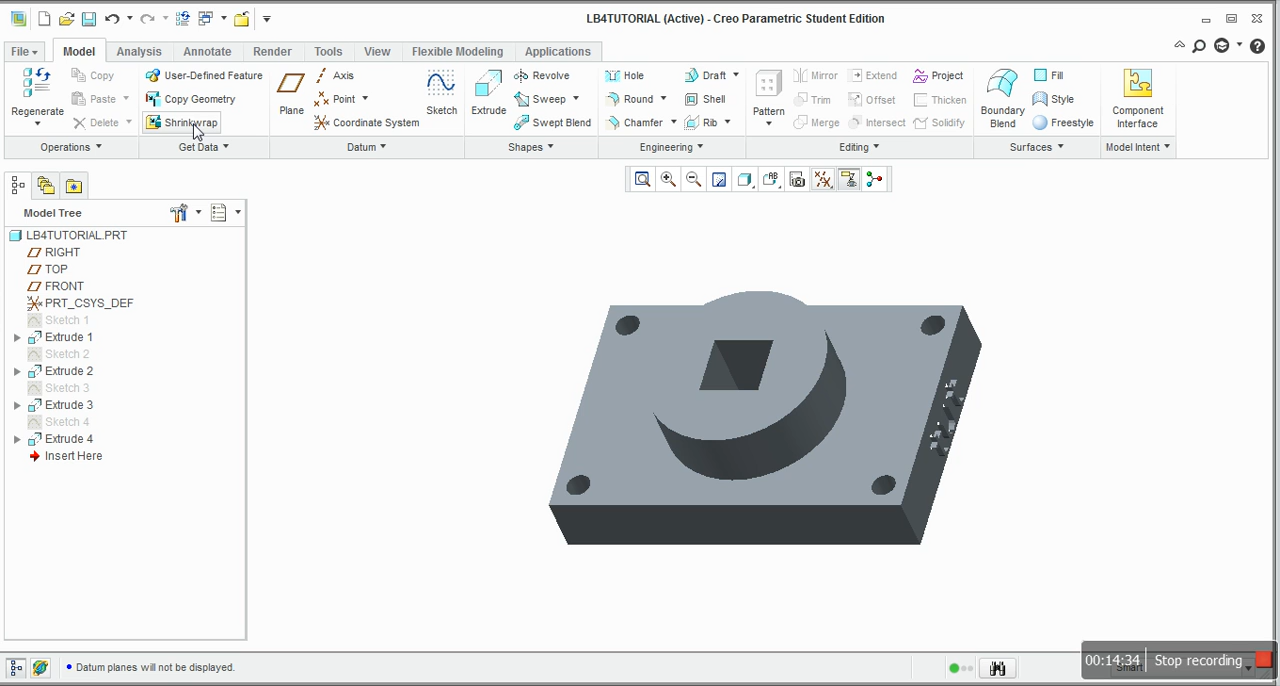 LB4TUTORIAL (Active) - Creo Parametric Student Edition
File Model Analysis Annotate Render Tools View Flexible Modeling Applications
Regenerate
Copy
Paste
Delete
Operations
User-Defined Feature
Copy Geometry
Shrinkwrap
Get Data
Plane
Axis
Point
Coordinate System
Sketch
Datum
Extrude
Revolve
Sweep
Swept Blend
Shapes
Hole
Round
Chamfer
Draft
Shell
Rib
Engineering
Pattern
Mirror
Trim
Merge
Extend
Offset
Intersect
Project
Thicken
Solidify
Editing
Boundary
Blend
Fill
Style
Freestyle
Surfaces
Component
Interface
Model Intent
Model Tree
LB4TUTORIAL.PRT
RIGHT
TOP
FRONT
PRT_CSYS_DEF
Sketch 1
Extrude 1
Sketch 2
Extrude 2
Sketch 3
Extrude 3
Sketch 4
Extrude 4
Insert Here
Datum planes will not be displayed.
00:14:34 Stop recording
Smart